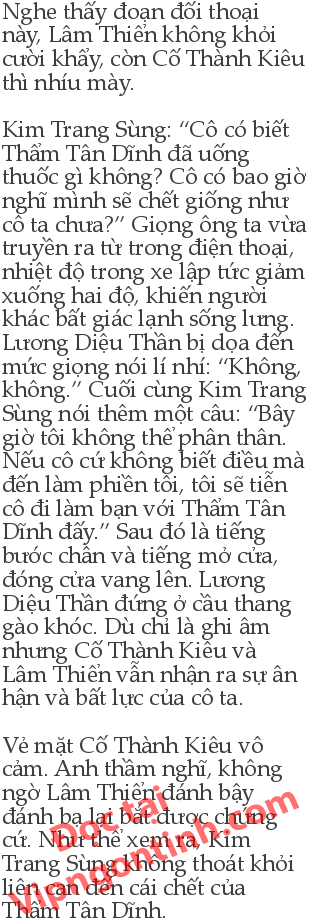 Nghe thấy đoạn đối thoại
này, Lâm Thiển không khỏi
cười khẩy, còn Cố Thành Kiêu
thì nhíu mày.

Kim Trang Sùng: “Cô có biết
Thẩm Tân Dĩnh đã uống
thuốc gì không? Cô có bao giờ
nghĩ mình sẽ chết giống như
cô ta chưa?” Giọng ông ta vừa
truyền ra từ trong điện thoại,
nhiệt độ trong xe lập tức giảm
xuống hai độ, khiến người
khác bất giác lạnh sống lưng.
Lương Diệu Thần bị dọa đến
mức giọng nói lí nhí: “Không,
không.” Cuối cùng Kim Trang
Sùng nói thêm một câu: “Bây
giờ tôi không thể phân thân.
Nếu cô cứ không biết điều mà
đến làm phiền tôi, tôi sẽ tiễn
cô đi làm bạn với Thẩm Tân
Dĩnh đấy.” Sau đó là tiếng
bước chân và tiếng mở cửa,
đóng cửa vang lên. Lương
Diệu Thần đứng ở cầu thang
gào khóc. Dù chỉ là ghi âm
nhưng Cố Thành Kiêu và
Lâm Thiển vẫn nhận ra sự ân
hận và bất lực của cô ta.

Vẻ mặt Cố Thành Kiêu vô
cảm. Anh thầm nghĩ, không
ngờ Lâm Thiển đánh bậy
đánh bạ lại bắt được chứng
cứ. Như thế xem ra, Kim
Trang Sùng không thoát khỏi
liên can đến cái chết của
Thẩm Tân Dĩnh.
Đọc tại
Vipngontinh.com